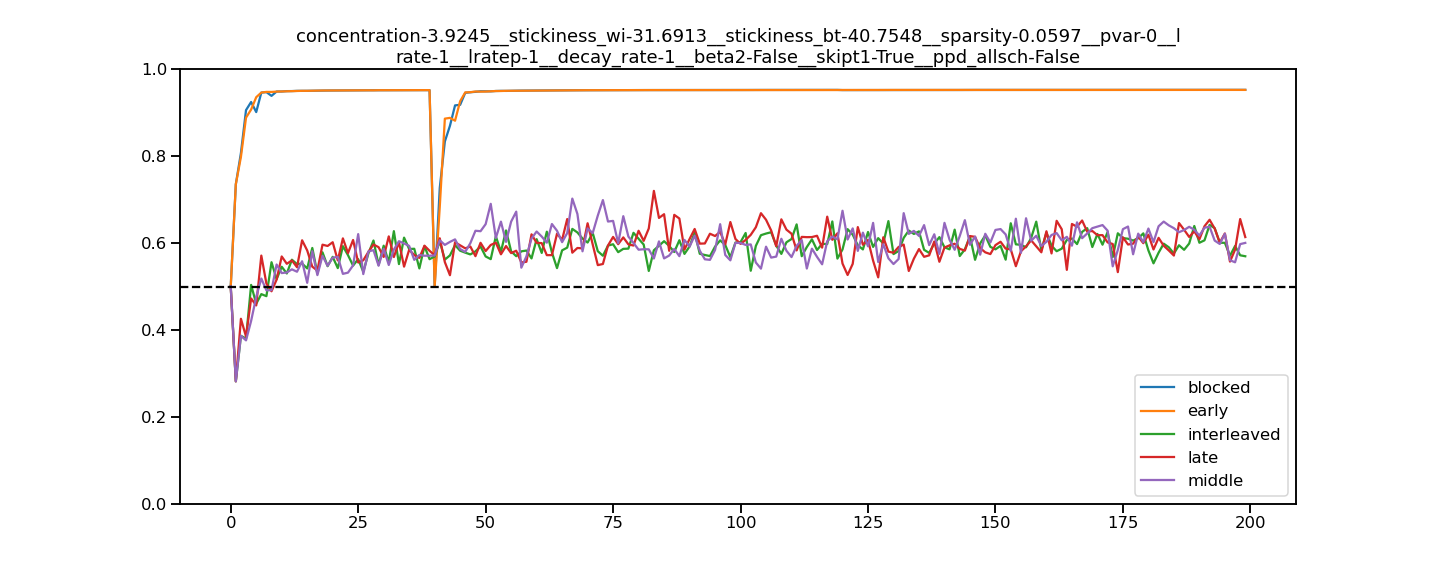 concentration-3.9245__stickiness_wi-31.6913__stickiness_bt-40.7548__sparsity-0.0597__pvar-0__l
rate-1__lratep-1__decay_rate-1__beta2-False__skipt1-True__ppd_allsch-False
1.0
0.8
0.6
0.4
0.2
0.0
0 25 50 75 100 125 150 175 200
blocked
early
interleaved
late
middle